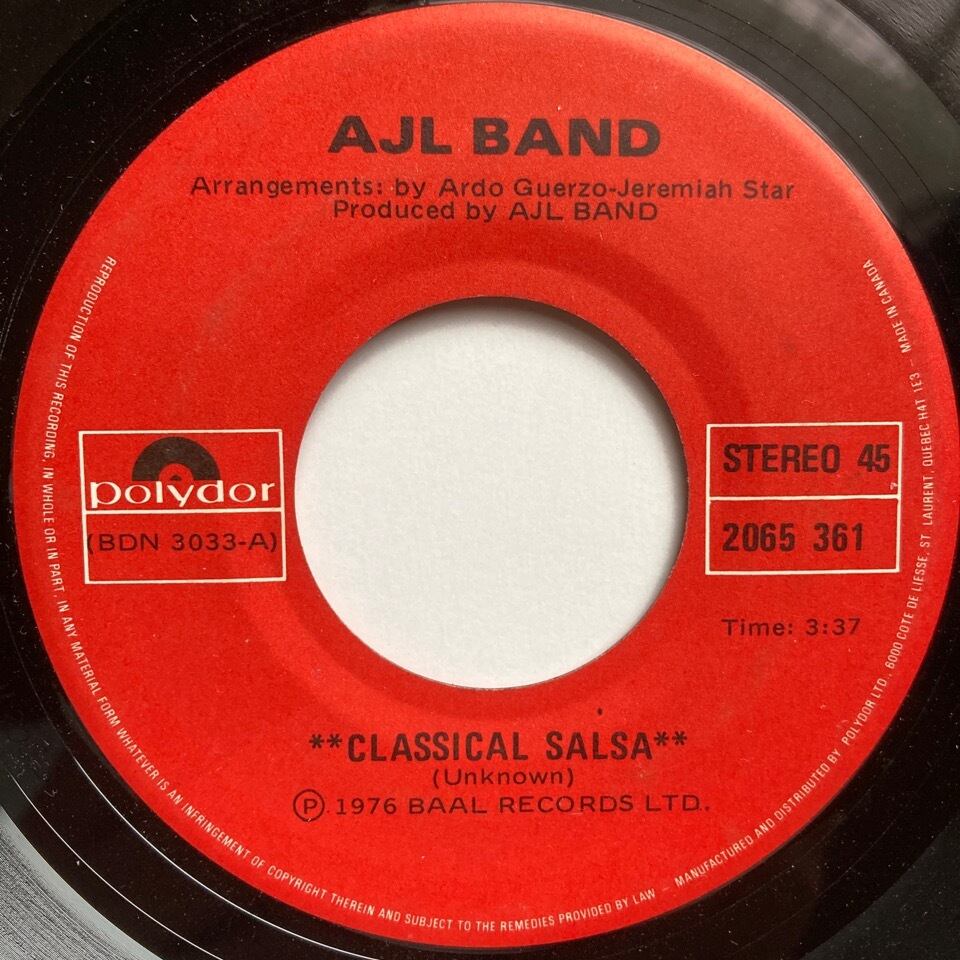 AJL BAND
Arrangements: by Ardo Guerzo-Jeremiah Star
Produced by AJL BAND
polydor
(BDN 3033-A)
STEREO 45
2065 361
Time: 3:37
**CLASSICAL SALSA**
(Unknown)
Ⓟ 1976 BAAL RECORDS LTD.
REPRODUCTION OF THIS RECORDING, IN WHOLE OR IN PART, IN ANY MATERIAL FORM WHATEVER IS AN INFRINGEMENT OF COPYRIGHT THEREIN AND SUBJECT TO THE REMEDIES PROVIDED BY LAW – MANUFACTURED AND DISTRIBUTED BY POLYDOR LTD., 6000 COTE DE LIESSE, ST LAURENT, QUEBEC H4T 1E3 – MADE IN CANADA